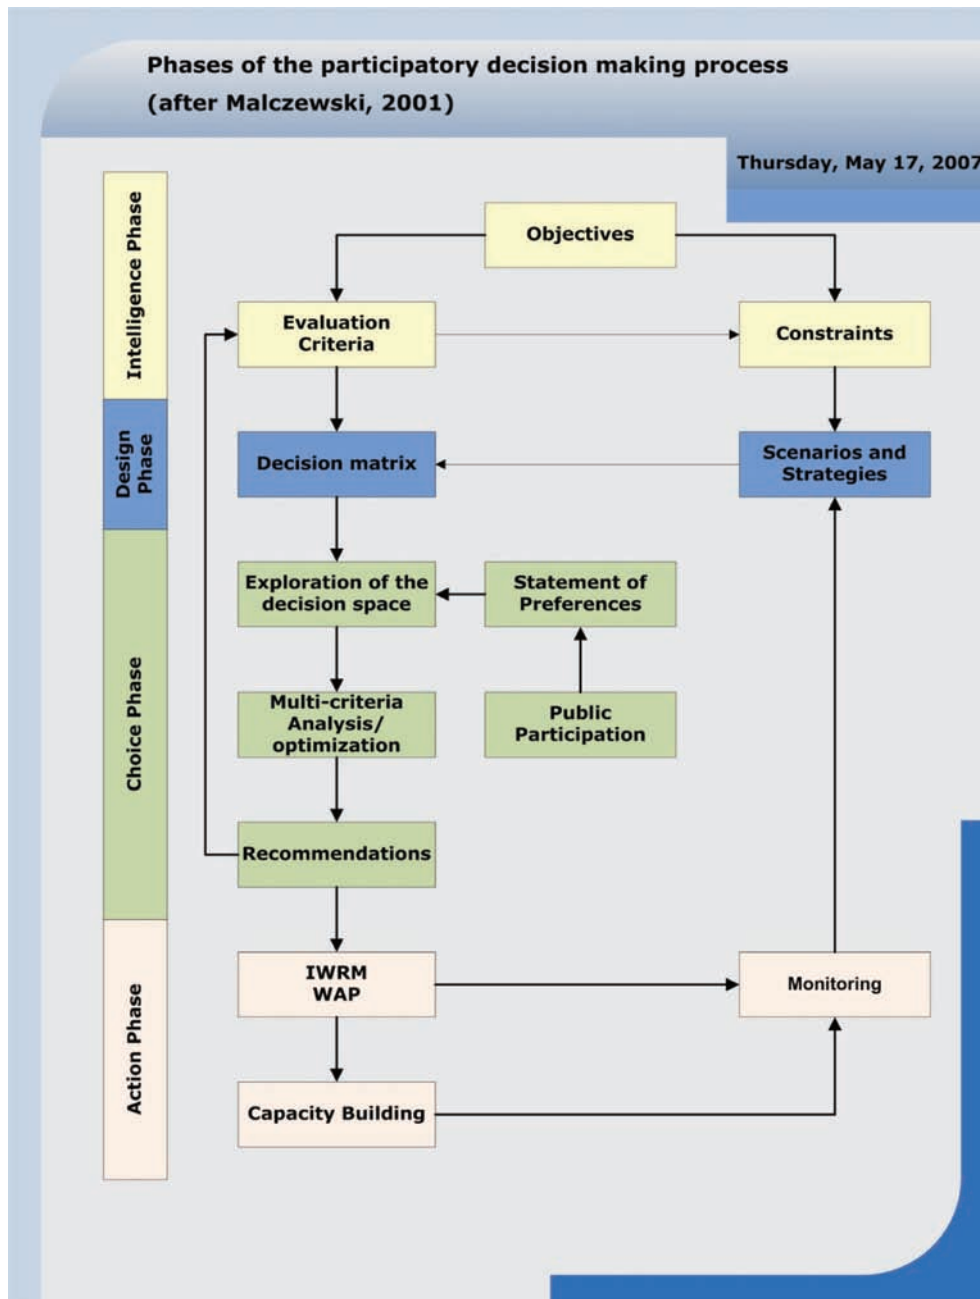 Phases of the participatory decision making process
(after Malczewski, 2001)
Thursday, May 17, 2007
Intelligence Phase
Objectives
Evaluation
Criteria
Constraints
Design
Phase
Decision matrix
Scenarios and
Strategies
Choice Phase
Exploration of the
decision space
Statement of
Preferences
Multi-criteria
Analysis/
optimization
Public
Participation
Recommendations
Action Phase
IWRM
WAP
Monitoring
Capacity Building